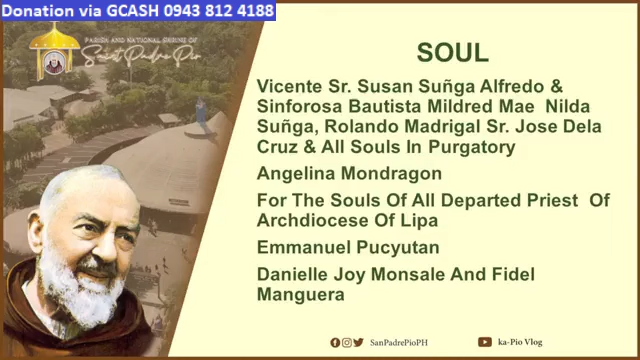 Donation via GCASH 0943 812 4188
PARISH AND NATIONAL SHRINE OF
Saint Padre Pio
SOUL
Vicente Sr. Susan Suñga Alfredo &
Sinforosa Bautista Mildred Mae Nilda
Suñga, Rolando Madrigal Sr. Jose Dela
Cruz & All Souls In Purgatory
Angelina Mondragon
For The Souls Of All Departed Priest Of
Archdiocese Of Lipa
Emmanuel Pucyutan
Danielle Joy Monsale And Fidel
Manguera
SanPadrePioPH
ka-Pio Vlog